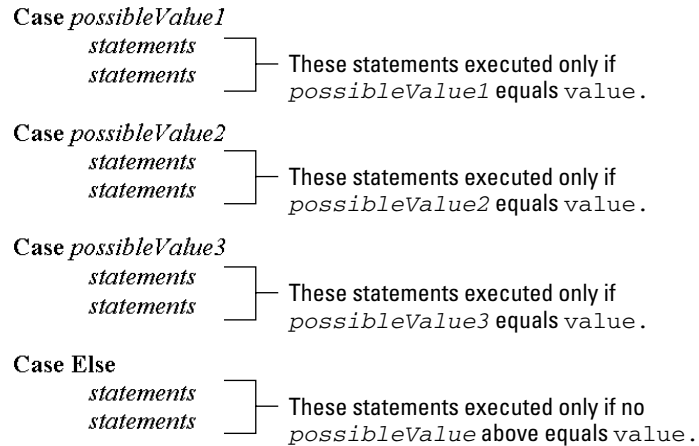 Case possibleValue1
statements
statements
These statements executed only if
possibleValue1 equals value.
Case possibleValue2
statements
statements
These statements executed only if
possibleValue2 equals value.
Case possibleValue3
statements
statements
These statements executed only if
possibleValue3 equals value.
Case Else
statements
statements
These statements executed only if no
possibleValue above equals value.